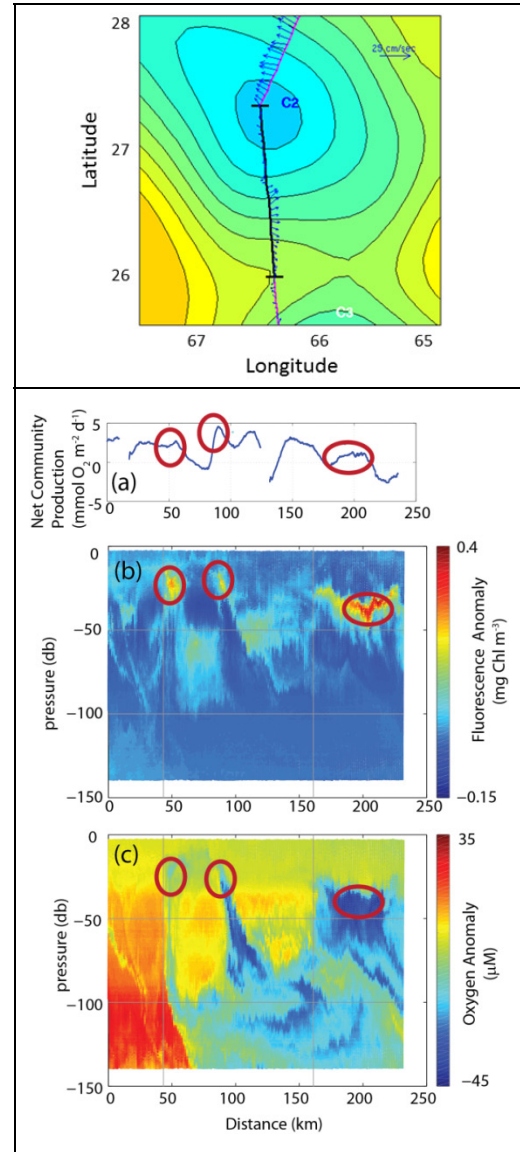 28
27
26
Latitude
C2
25 cm/sec
C3
67
66
65
Longitude
Net Community
Production
(mmol O₂ m⁻² d⁻¹)
5
0
-5
(a)
0
50
100
150
200
250
(b)
0
−50
−100
−150
pressure (db)
0
50
100
150
200
250
0.4
−0.15
Fluorescence Anomaly
(mg Chl m⁻³)
(c)
0
−50
−100
−150
pressure (db)
0
50
100
150
200
250
Distance (km)
35
−45
Oxygen Anomaly
(μM)